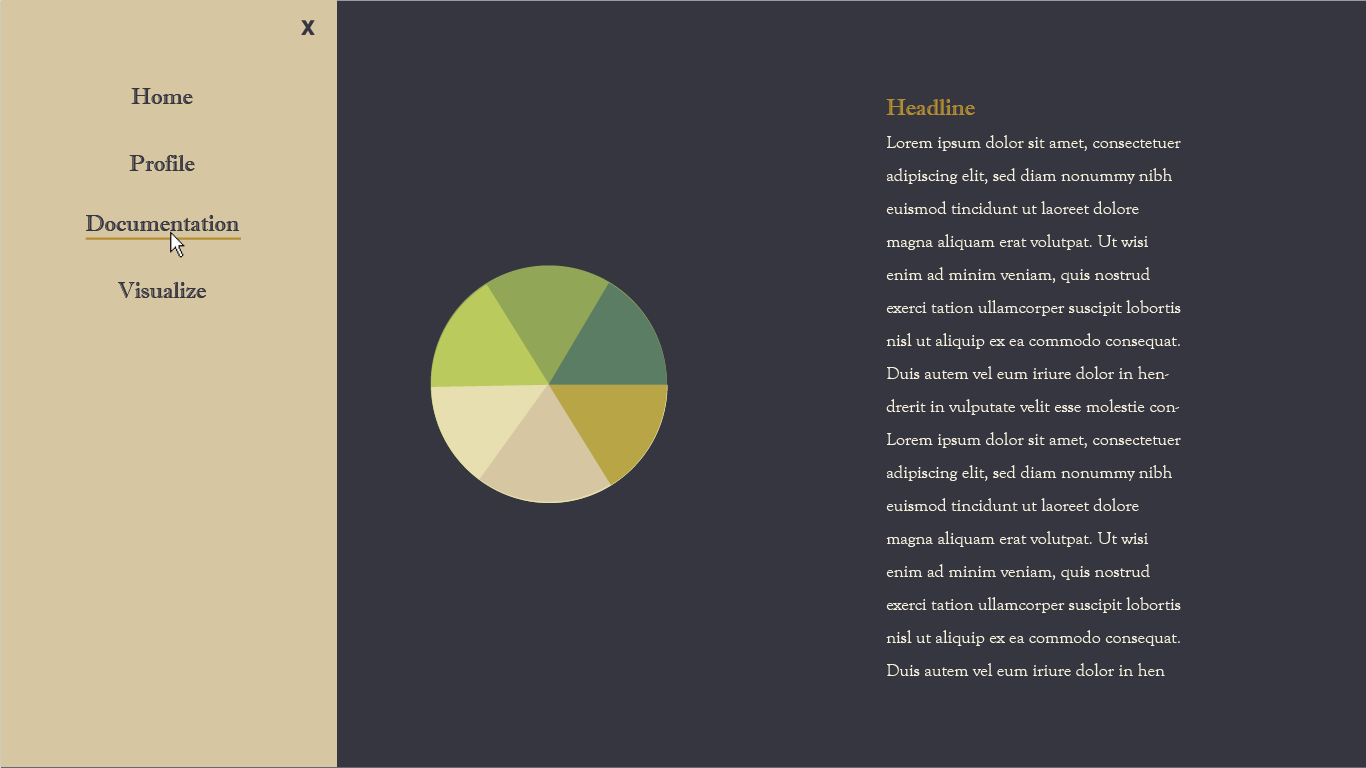 X
Home
Profile
Documentation
Visualize
Headline
Lorem ipsum dolor sit amet, consectetuer
adipiscing elit, sed diam nonummy nibh
euismod tincidunt ut laoreet dolore
magna aliquam erat volutpat. Ut wisi
enim ad minim veniam, quis nostrud
exerci tation ullamcorper suscipit lobortis
nisl ut aliquip ex ea commodo consequat.
Duis autem vel eum iriure dolor in hen-
drerit in vulputate velit esse molestie con-
Lorem ipsum dolor sit amet, consectetuer
adipiscing elit, sed diam nonummy nibh
euismod tincidunt ut laoreet dolore
magna aliquam erat volutpat. Ut wisi
enim ad minim veniam, quis nostrud
exerci tation ullamcorper suscipit lobortis
nisl ut aliquip ex ea commodo consequat.
Duis autem vel eum iriure dolor in hen